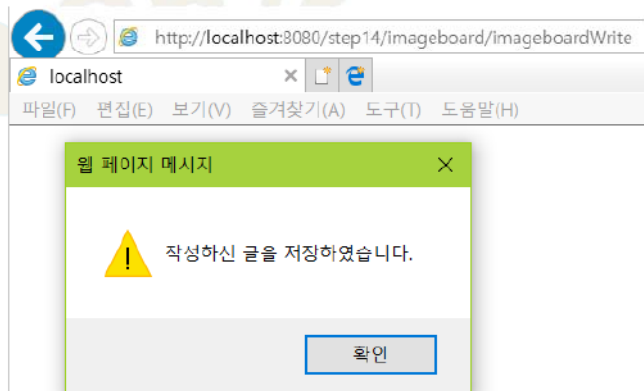 http://localhost:8080/step14/imageboard/imageboardWrite
localhost
파일(F) 편집(E) 보기(V) 즐겨찾기(A) 도구(T) 도움말(H)
웹 페이지 메시지
작성하신 글을 저장하였습니다.
확인